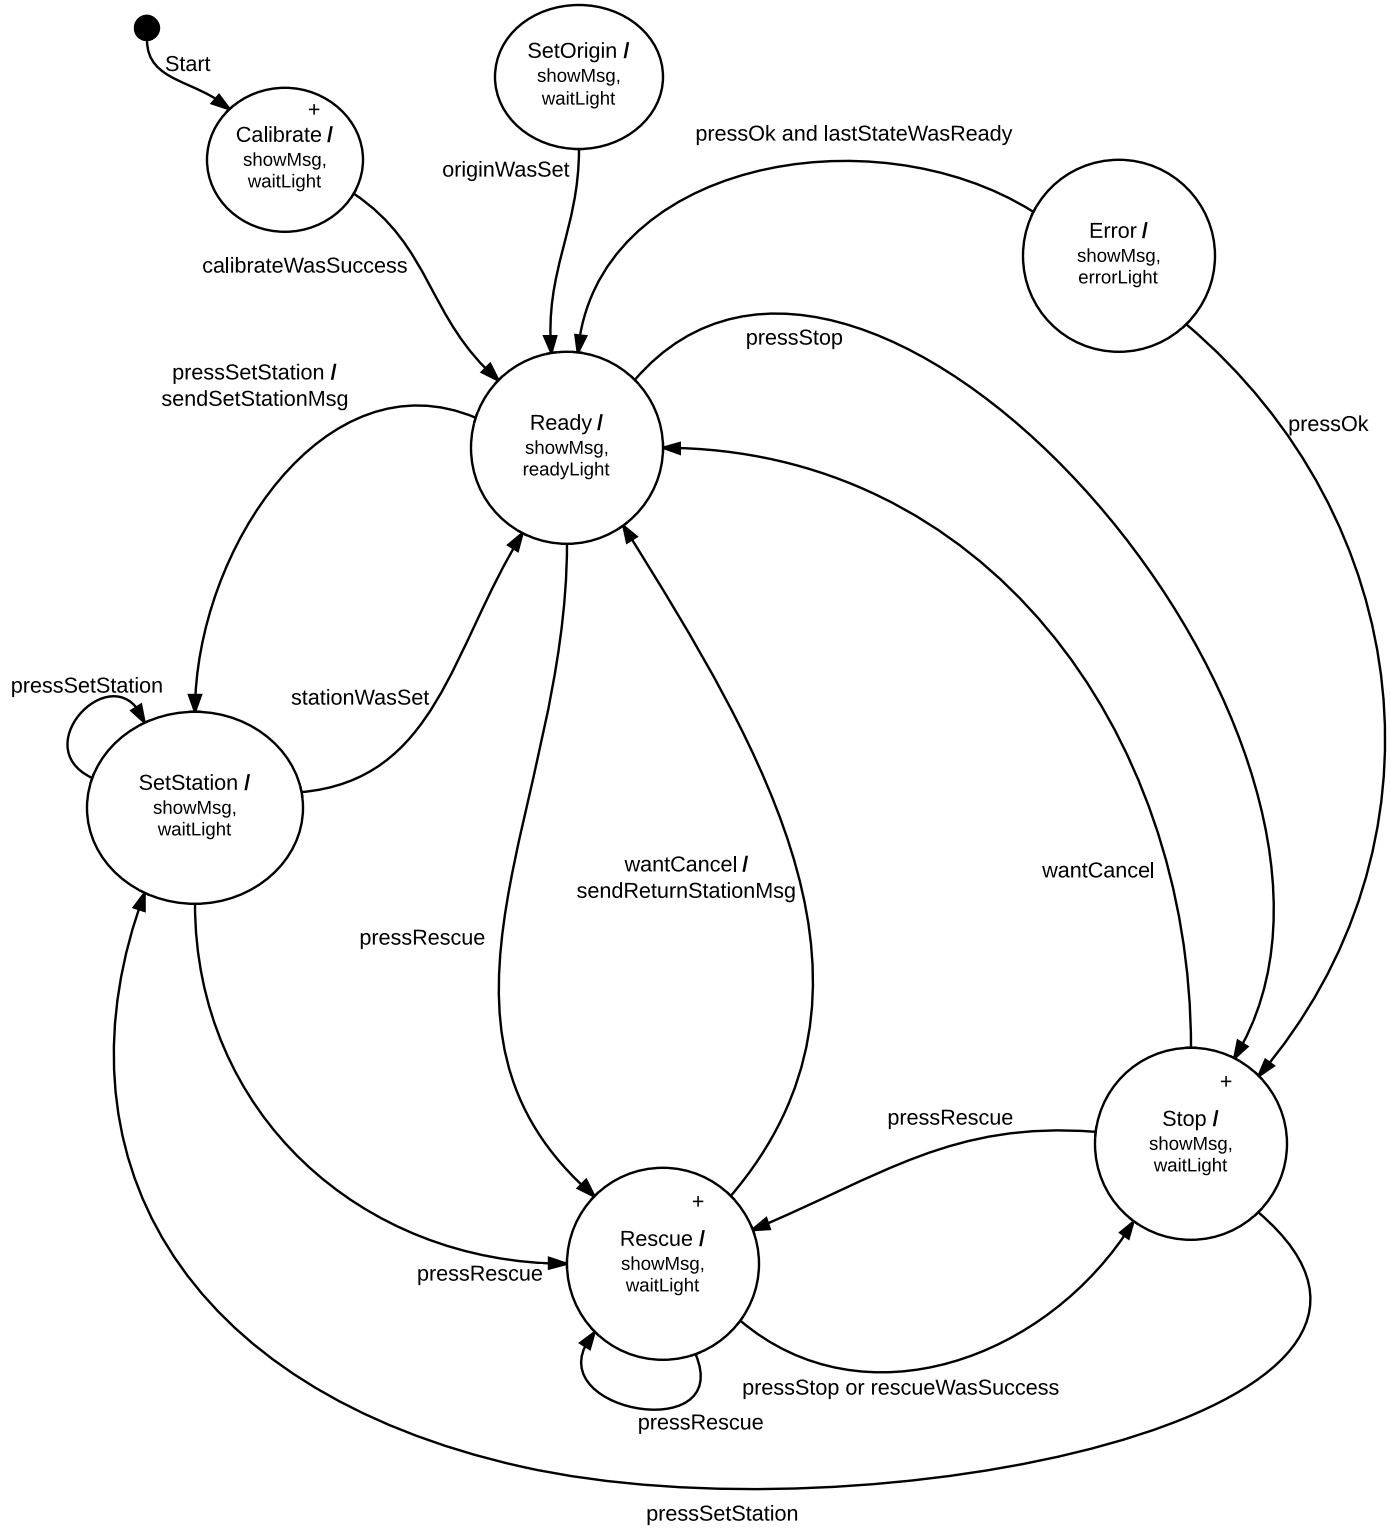 Start
SetOrigin /
showMsg,
waitLight
+
Calibrate /
showMsg,
waitLight
pressOk and lastStateWasReady
originWasSet
Error /
showMsg,
errorLight
calibrateWasSuccess
pressStop
pressSetStation /
sendSetStationMsg
Ready /
showMsg,
readyLight
pressOk
pressSetStation
stationWasSet
SetStation /
showMsg,
waitLight
wantCancel /
sendReturnStationMsg
wantCancel
pressRescue
+
Stop /
showMsg,
waitLight
pressRescue
+
Rescue /
showMsg,
waitLight
pressRescue
pressStop or rescueWasSuccess
pressRescue
pressSetStation